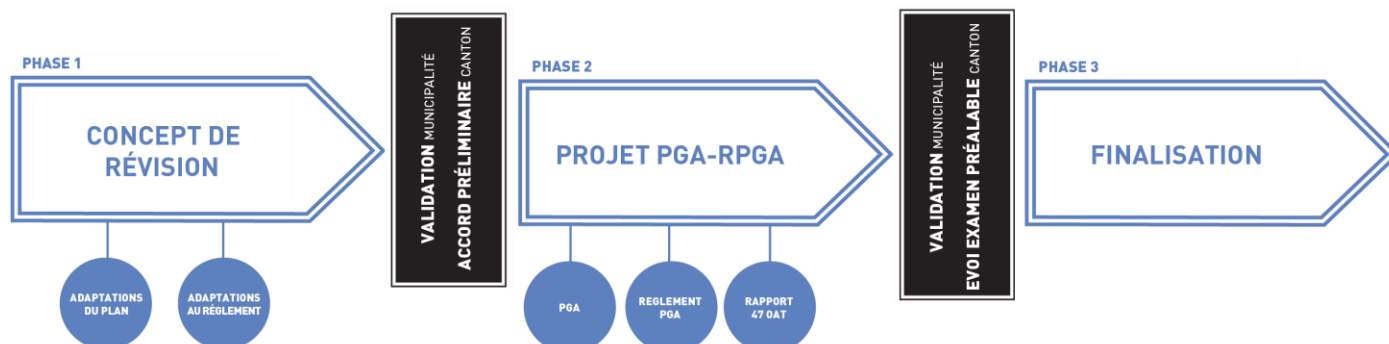 PHASE 1
CONCEPT DE
RÉVISION
ADAPTATIONS
DU PLAN
ADAPTATIONS
AU RÉGLEMENT
VALIDATION MUNICIPALITÉ
ACCORD PRÉLIMINAIRE CANTON
PHASE 2
PROJET PGA-RPGA
PGA
REGLEMENT
PGA
RAPPORT
47 OAT
VALIDATION MUNICIPALITÉ
EVOI EXAMEN PRÉALABLE CANTON
PHASE 3
FINALISATION